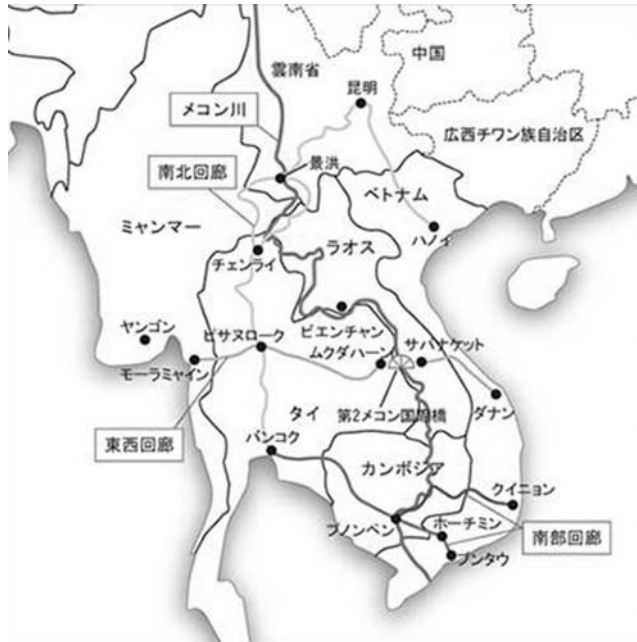 中国
雲南省
昆明
メコン川
広西チワン族自治区
景洪
南北回廊
ベトナム
ミャンマー
ハノイ
ラオス
チェンライ
ヤンゴン
ピサヌローク
ビエンチャン
サバナケット
ムクダハーン
モーラミャイン
タイ
第2メコン国際橋
ダナン
東西回廊
バンコク
カンボジア
クイニョン
プノンペン
ホーチミン
南部回廊
ブンタウ